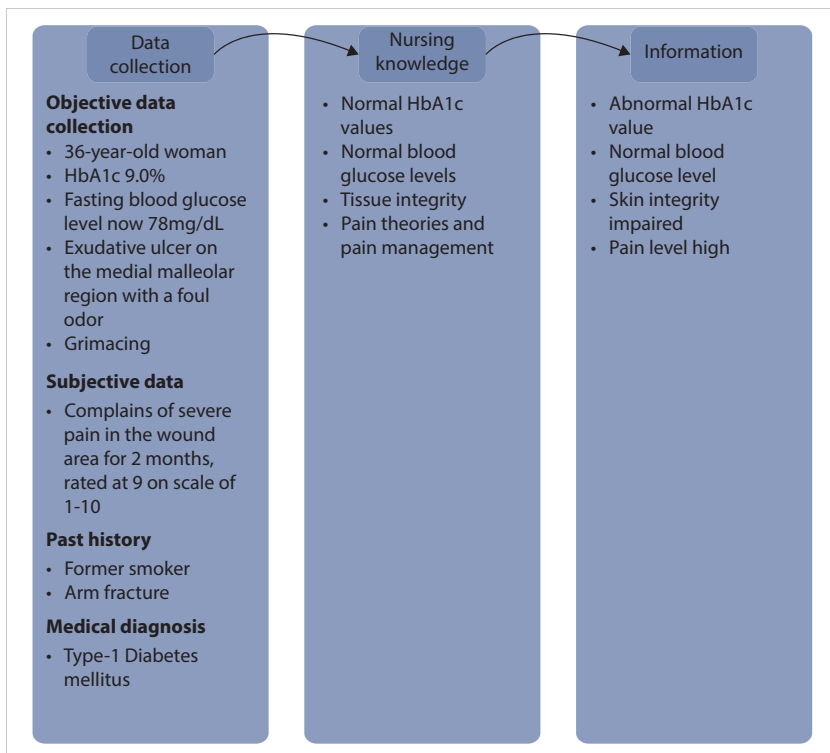 Data
collection
Nursing
knowledge
Information
Objective data
collection
• 36-year-old woman
• HbA1c 9.0%
• Fasting blood glucose
level now 78mg/dL
• Exudative ulcer on
the medial malleolar
region with a foul
odor
• Grimacing
Subjective data
• Complains of severe
pain in the wound
area for 2 months,
rated at 9 on scale of
1-10
Past history
• Former smoker
• Arm fracture
Medical diagnosis
• Type-1 Diabetes
mellitus
• Normal HbA1c
values
• Normal blood
glucose levels
• Tissue integrity
• Pain theories and
pain management
• Abnormal HbA1c
value
• Normal blood
glucose level
• Skin integrity
impaired
• Pain level high